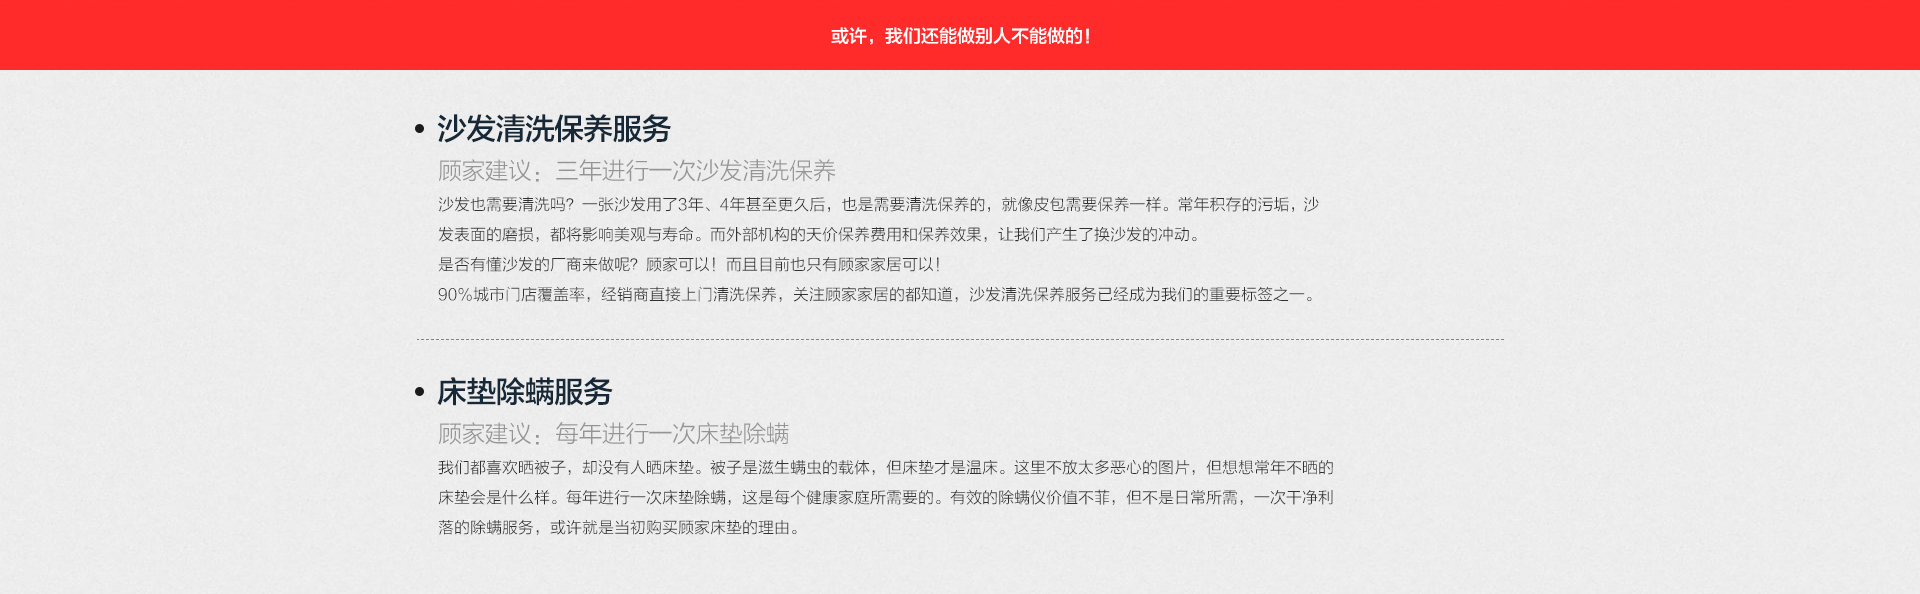 或许，我们还能做别人不能做的！
沙发清洗保养服务
顾家建议：三年进行一次沙发清洗保养
沙发也需要清洗吗？一张沙发用了3年、4年甚至更久后，也是需要清洗保养的，就像皮包需要保养一样。常年积存的污垢，沙
发表面的磨损，都将影响美观与寿命。而外部机构的天价保养费用和保养效果，让我们产生了换沙发的冲动。
是否有懂沙发的厂商来做呢？顾家可以！而且目前也只有顾家家居可以！
90%城市门店覆盖率，经销商直接上门清洗保养，关注顾家家居的都知道，沙发清洗保养服务已经成为我们的重要标签之一。
床垫除螨服务
顾家建议：每年进行一次床垫除螨
我们都喜欢晒被子，却没有人晒床垫。被子是滋生螨虫的载体，但床垫才是温床。这里不放太多恶心的图片，但想想常年不晒的
床垫会是什么样。每年进行一次床垫除螨，这是每个健康家庭所需要的。有效的除螨仪价值不菲，但不是日常所需，一次干净利
落的除螨服务，或许就是当初购买顾家床垫的理由。